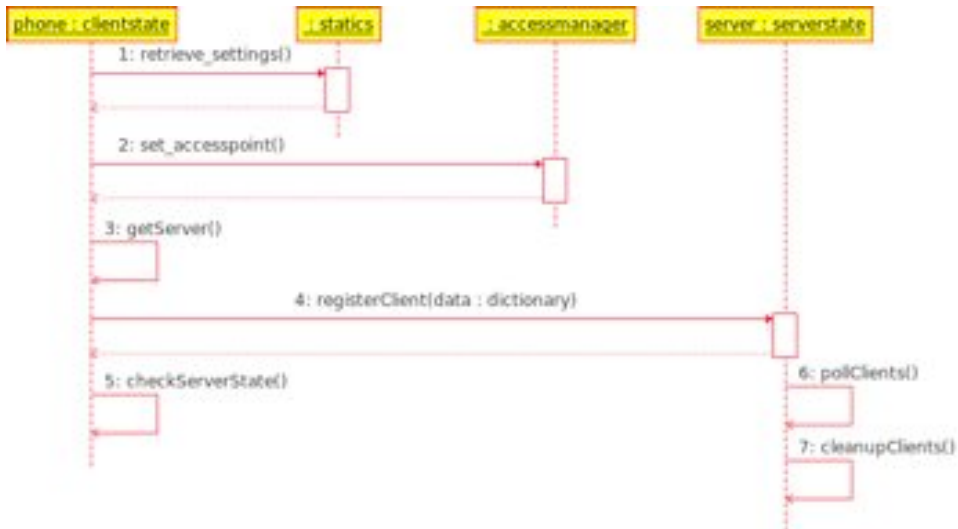 phone : clientstate
: statics
: accessmanager
server : serverstate
1: retrieve_settings()
2: set_accesspoint()
3: getServer()
4: registerClient(data : dictionary)
5: checkServerState()
6: pollClients()
7: cleanupClients()